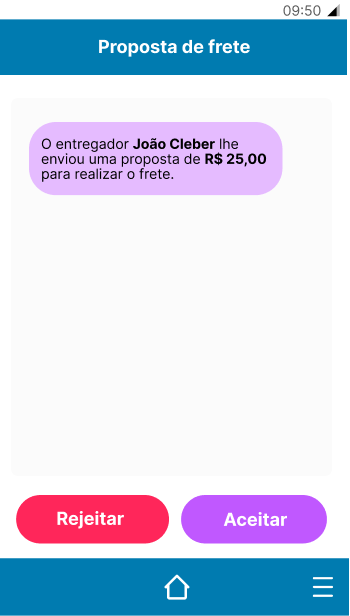 09:50
Proposta de frete
O entregador João Cleber lhe
enviou uma proposta de R$ 25,00
para realizar o frete.
Rejeitar
Aceitar